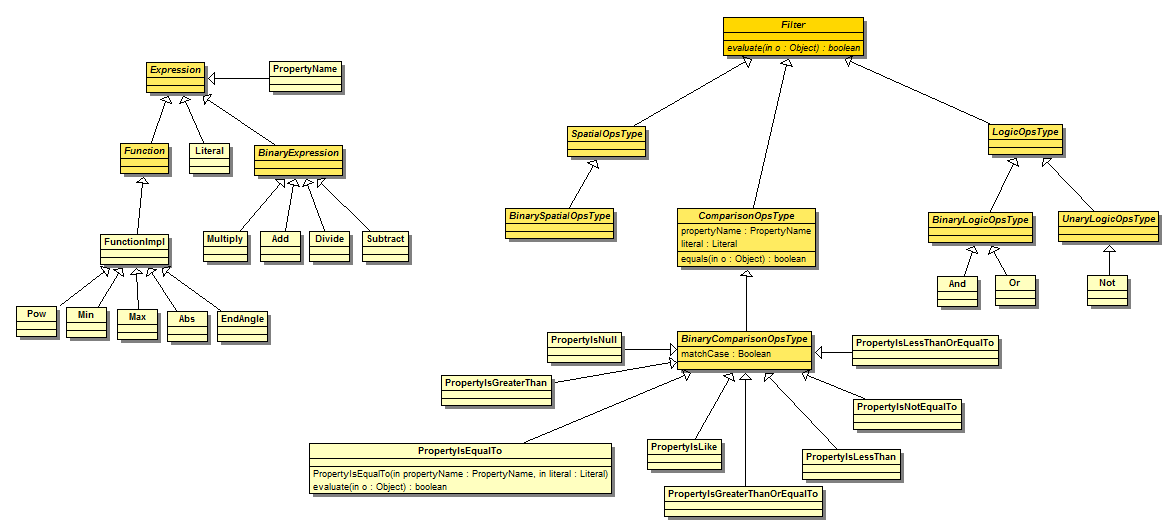 Filter
evaluate(in o : Object) : boolean
Expression
PropertyName
Function
Literal
BinaryExpression
SpatialOpsType
LogicOpsType
BinarySpatialOpsType
ComparisonOpsType
propertyName : PropertyName
literal : Literal
equals(in o : Object) : boolean
BinaryLogicOpsType
UnaryLogicOpsType
FunctionImpl
Multiply
Add
Divide
Subtract
And
Or
Not
Pow
Min
Max
Abs
EndAngle
PropertyIsNull
BinaryComparisonOpsType
matchCase : Boolean
PropertyIsLessThanOrEqualTo
PropertyIsGreaterThan
PropertyIsNotEqualTo
PropertyIsEqualTo
PropertyIsEqualTo(in propertyName : PropertyName, in literal : Literal)
evaluate(in o : Object) : boolean
PropertyIsLike
PropertyIsLessThan
PropertyIsGreaterThanOrEqualTo